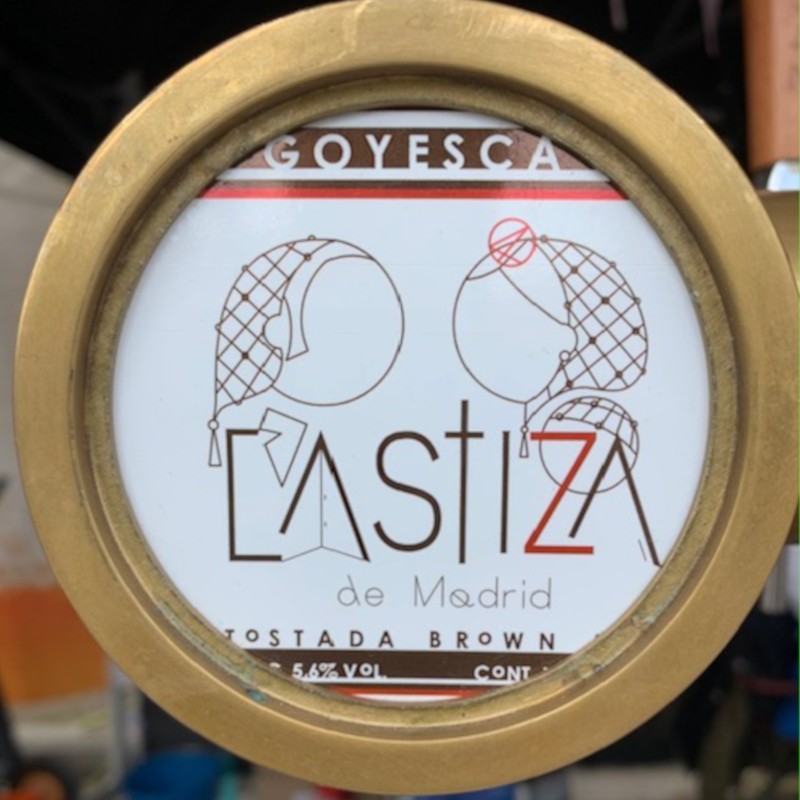 GOYESCA
CASTIZA
de Madrid
TOSTADA BROWN
5,6% VOL.
CONT.